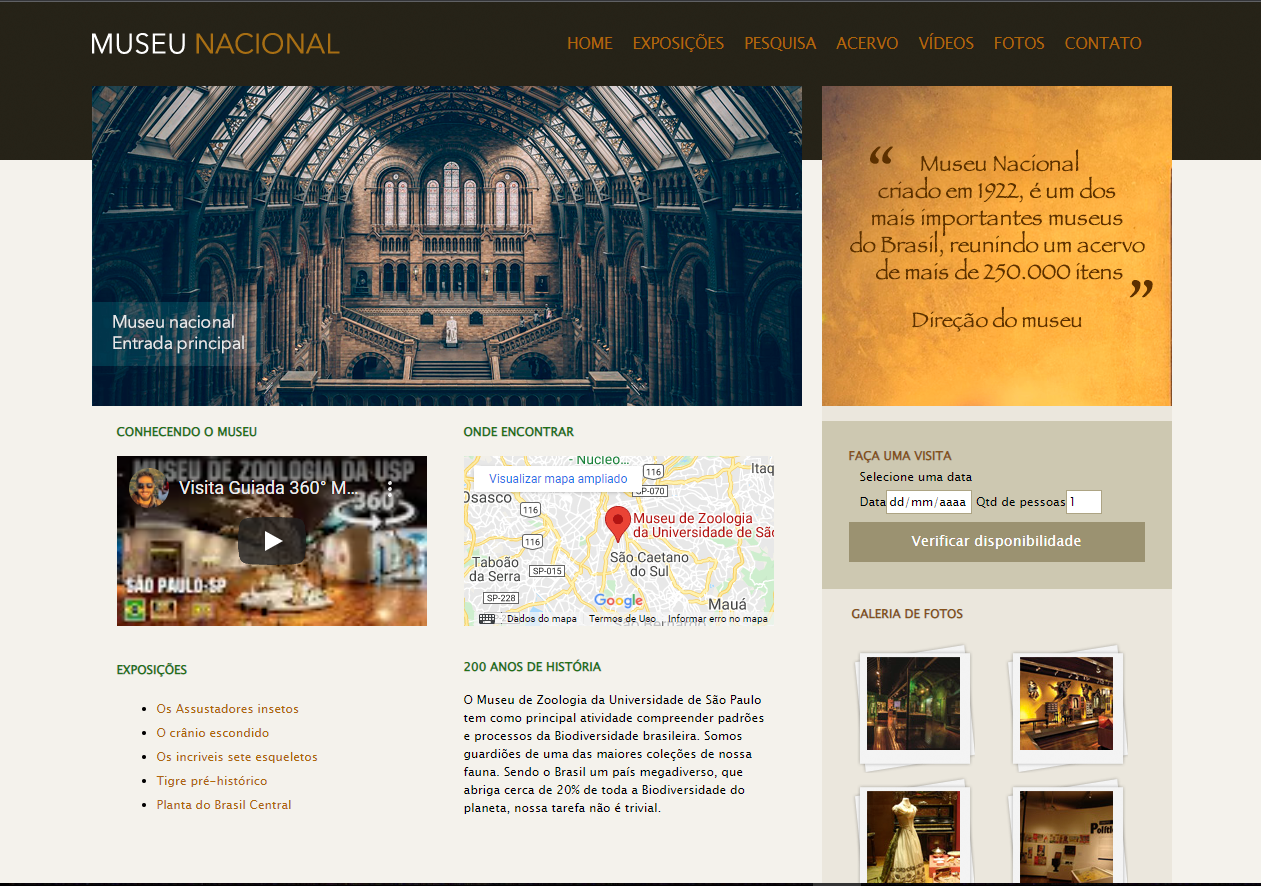 MUSEU NACIONAL
HOME EXPOSIÇÕES PESQUISA ACERVO VÍDEOS FOTOS CONTATO
Museu nacional
Entrada principal
“ Museu Nacional
criado em 1922, é um dos
mais importantes museus
do Brasil, reunindo um acervo
de mais de 250.000 itens ”
Direção do museu
CONHECENDO O MUSEU
MUSEU DE ZOOLOGIA DA USP
Visita Guiada 360° M...
360°
SÃO PAULO-SP
ONDE ENCONTRAR
Núcleo...
Visualizar mapa ampliado
116
Itaq
SP-070
Osasco
116
Museu de Zoologia
da Universidade de Sã
116
São Caetano
do Sul
Taboão
da Serra
SP-015
SP-228
Google
Mauá
São Bernardo
Dados do mapa Termos de Uso Informar erro no mapa
FAÇA UMA VISITA
Selecione uma data
Data dd/mm/aaaa Qtd de pessoas 1
Verificar disponibilidade
EXPOSIÇÕES
Os Assustadores insetos
O crânio escondido
Os incriveis sete esqueletos
Tigre pré-histórico
Planta do Brasil Central
200 ANOS DE HISTÓRIA
O Museu de Zoologia da Universidade de São Paulo
tem como principal atividade compreender padrões
e processos da Biodiversidade brasileira. Somos
guardiões de uma das maiores coleções de nossa
fauna. Sendo o Brasil um país megadiverso, que
abriga cerca de 20% de toda a Biodiversidade do
planeta, nossa tarefa não é trivial.
GALERIA DE FOTOS
Polític